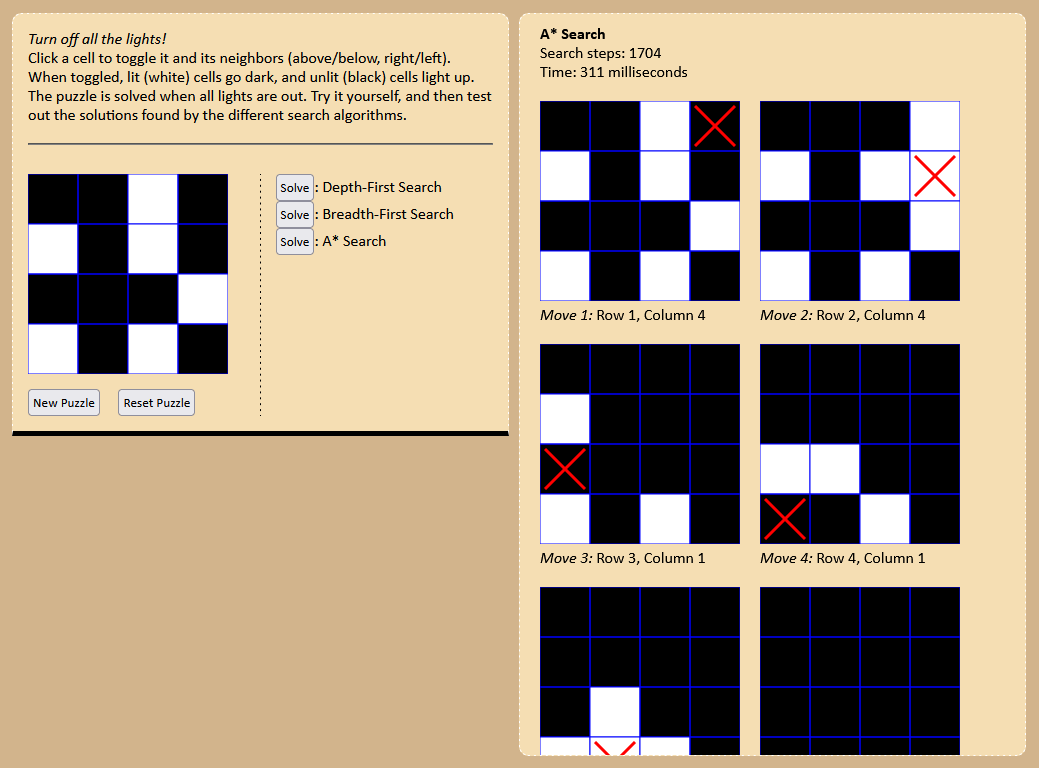 Turn off all the lights!
Click a cell to toggle it and its neighbors (above/below, right/left).
When toggled, lit (white) cells go dark, and unlit (black) cells light up.
The puzzle is solved when all lights are out. Try it yourself, and then test
out the solutions found by the different search algorithms.
Solve : Depth-First Search
Solve : Breadth-First Search
Solve : A* Search
New Puzzle Reset Puzzle
A* Search
Search steps: 1704
Time: 311 milliseconds
Move 1: Row 1, Column 4
Move 2: Row 2, Column 4
Move 3: Row 3, Column 1
Move 4: Row 4, Column 1